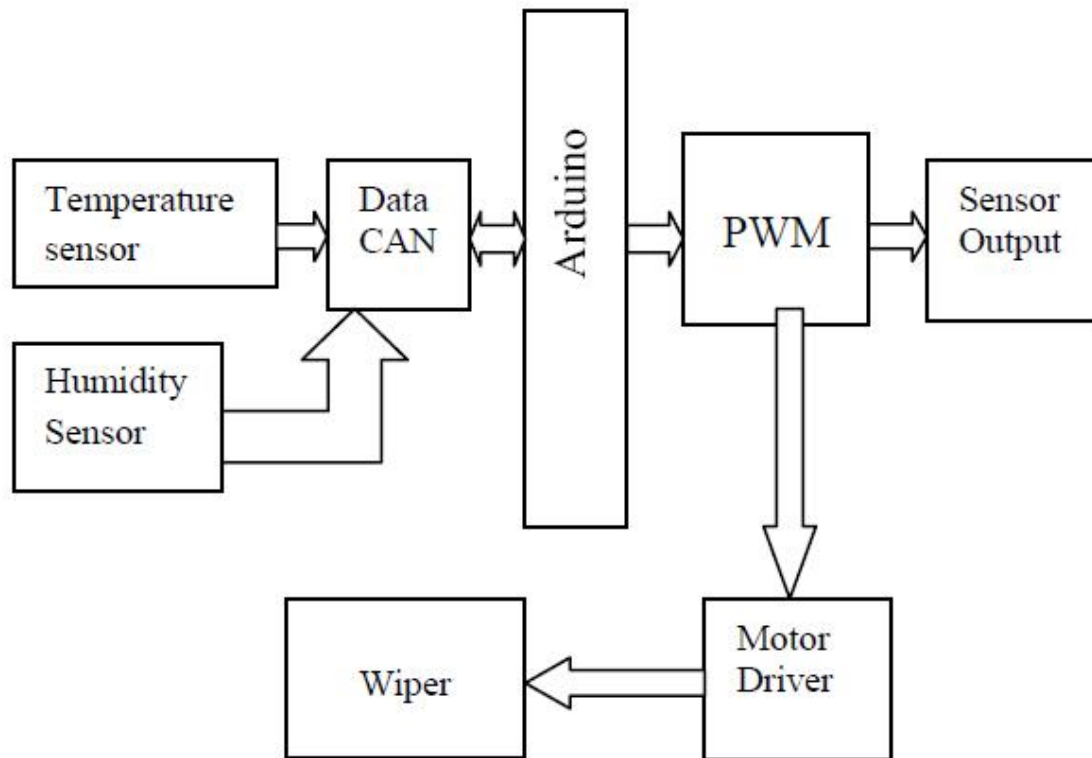 Temperature
sensor
Data
CAN
Arduino
PWM
Sensor
Output
Humidity
Sensor
Wiper
Motor
Driver